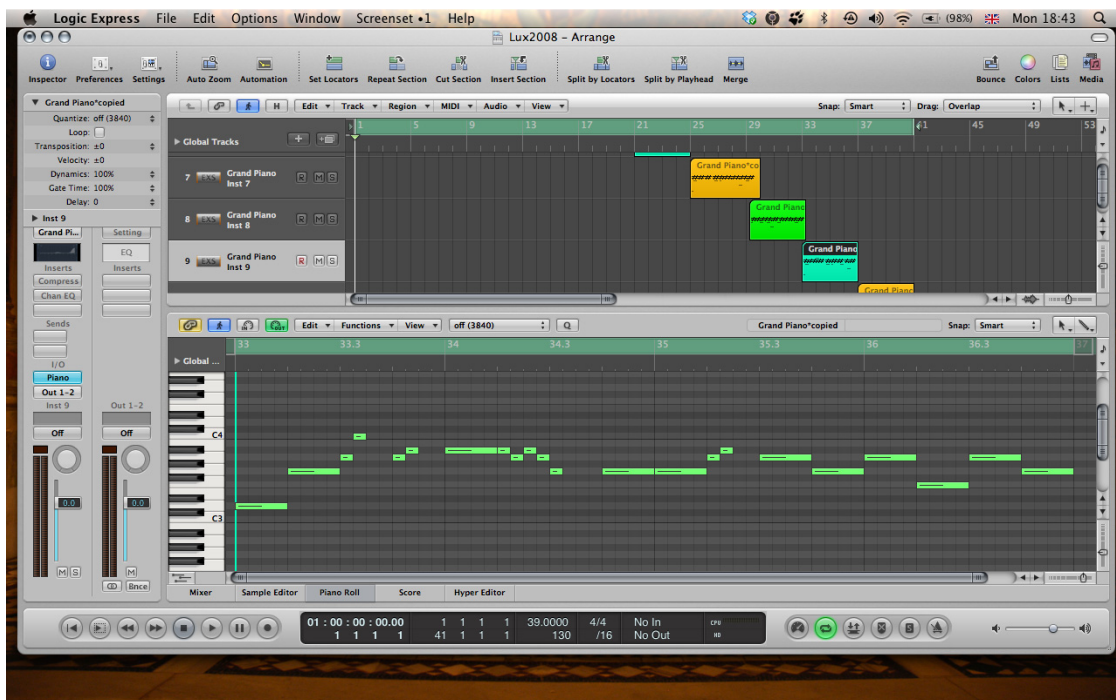 Logic Express File Edit Options Window Screenset •1 Help (98%) Mon 18:43
Lux2008 – Arrange
Inspector Preferences Settings Auto Zoom Automation Set Locators Repeat Section Cut Section Insert Section Split by Locators Split by Playhead Merge Bounce Colors Lists Media
Grand Piano*copied
Quantize: off (3840)
Loop:
Transposition: ±0
Velocity: ±0
Dynamics: 100%
Gate Time: 100%
Delay: 0
Inst 9
Grand Pi... Setting
EQ
Inserts Inserts
Compress
Chan EQ
Sends
I/O
Piano
Out 1-2
Inst 9 Out 1-2
Off Off
0.0 0.0
M S M
Bnce
H Edit Track Region MIDI Audio View Snap: Smart Drag: Overlap
1 5 9 13 17 21 25 29 33 37 41 45 49 53
Global Tracks
7 EXS Grand Piano R M S
Inst 7
Grand Piano*co
8 EXS Grand Piano R M S
Inst 8
Grand Piano
9 EXS Grand Piano R M S
Inst 9
Grand Piano
Grand Piano
IN OUT Edit Functions View off (3840) Q Grand Piano*copied Snap: Smart
33 33.3 34 34.3 35 35.3 36 36.3 37
Global ...
C4
C3
Mixer Sample Editor Piano Roll Score Hyper Editor
01 : 00 : 00 : 00.00 1 1 1 1 39.0000 4/4 No In CPU
1 1 1 1 41 1 1 1 130 /16 No Out HD